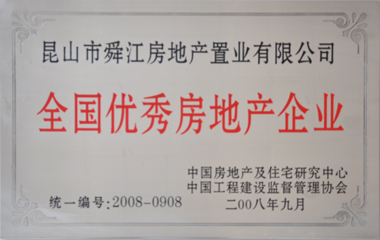 昆山市舜江房地产置业有限公司
全国优秀房地产企业
中国房地产及住宅研究中心
中国工程建设监督管理协会
统一编号:2008-0908
二00八年九月